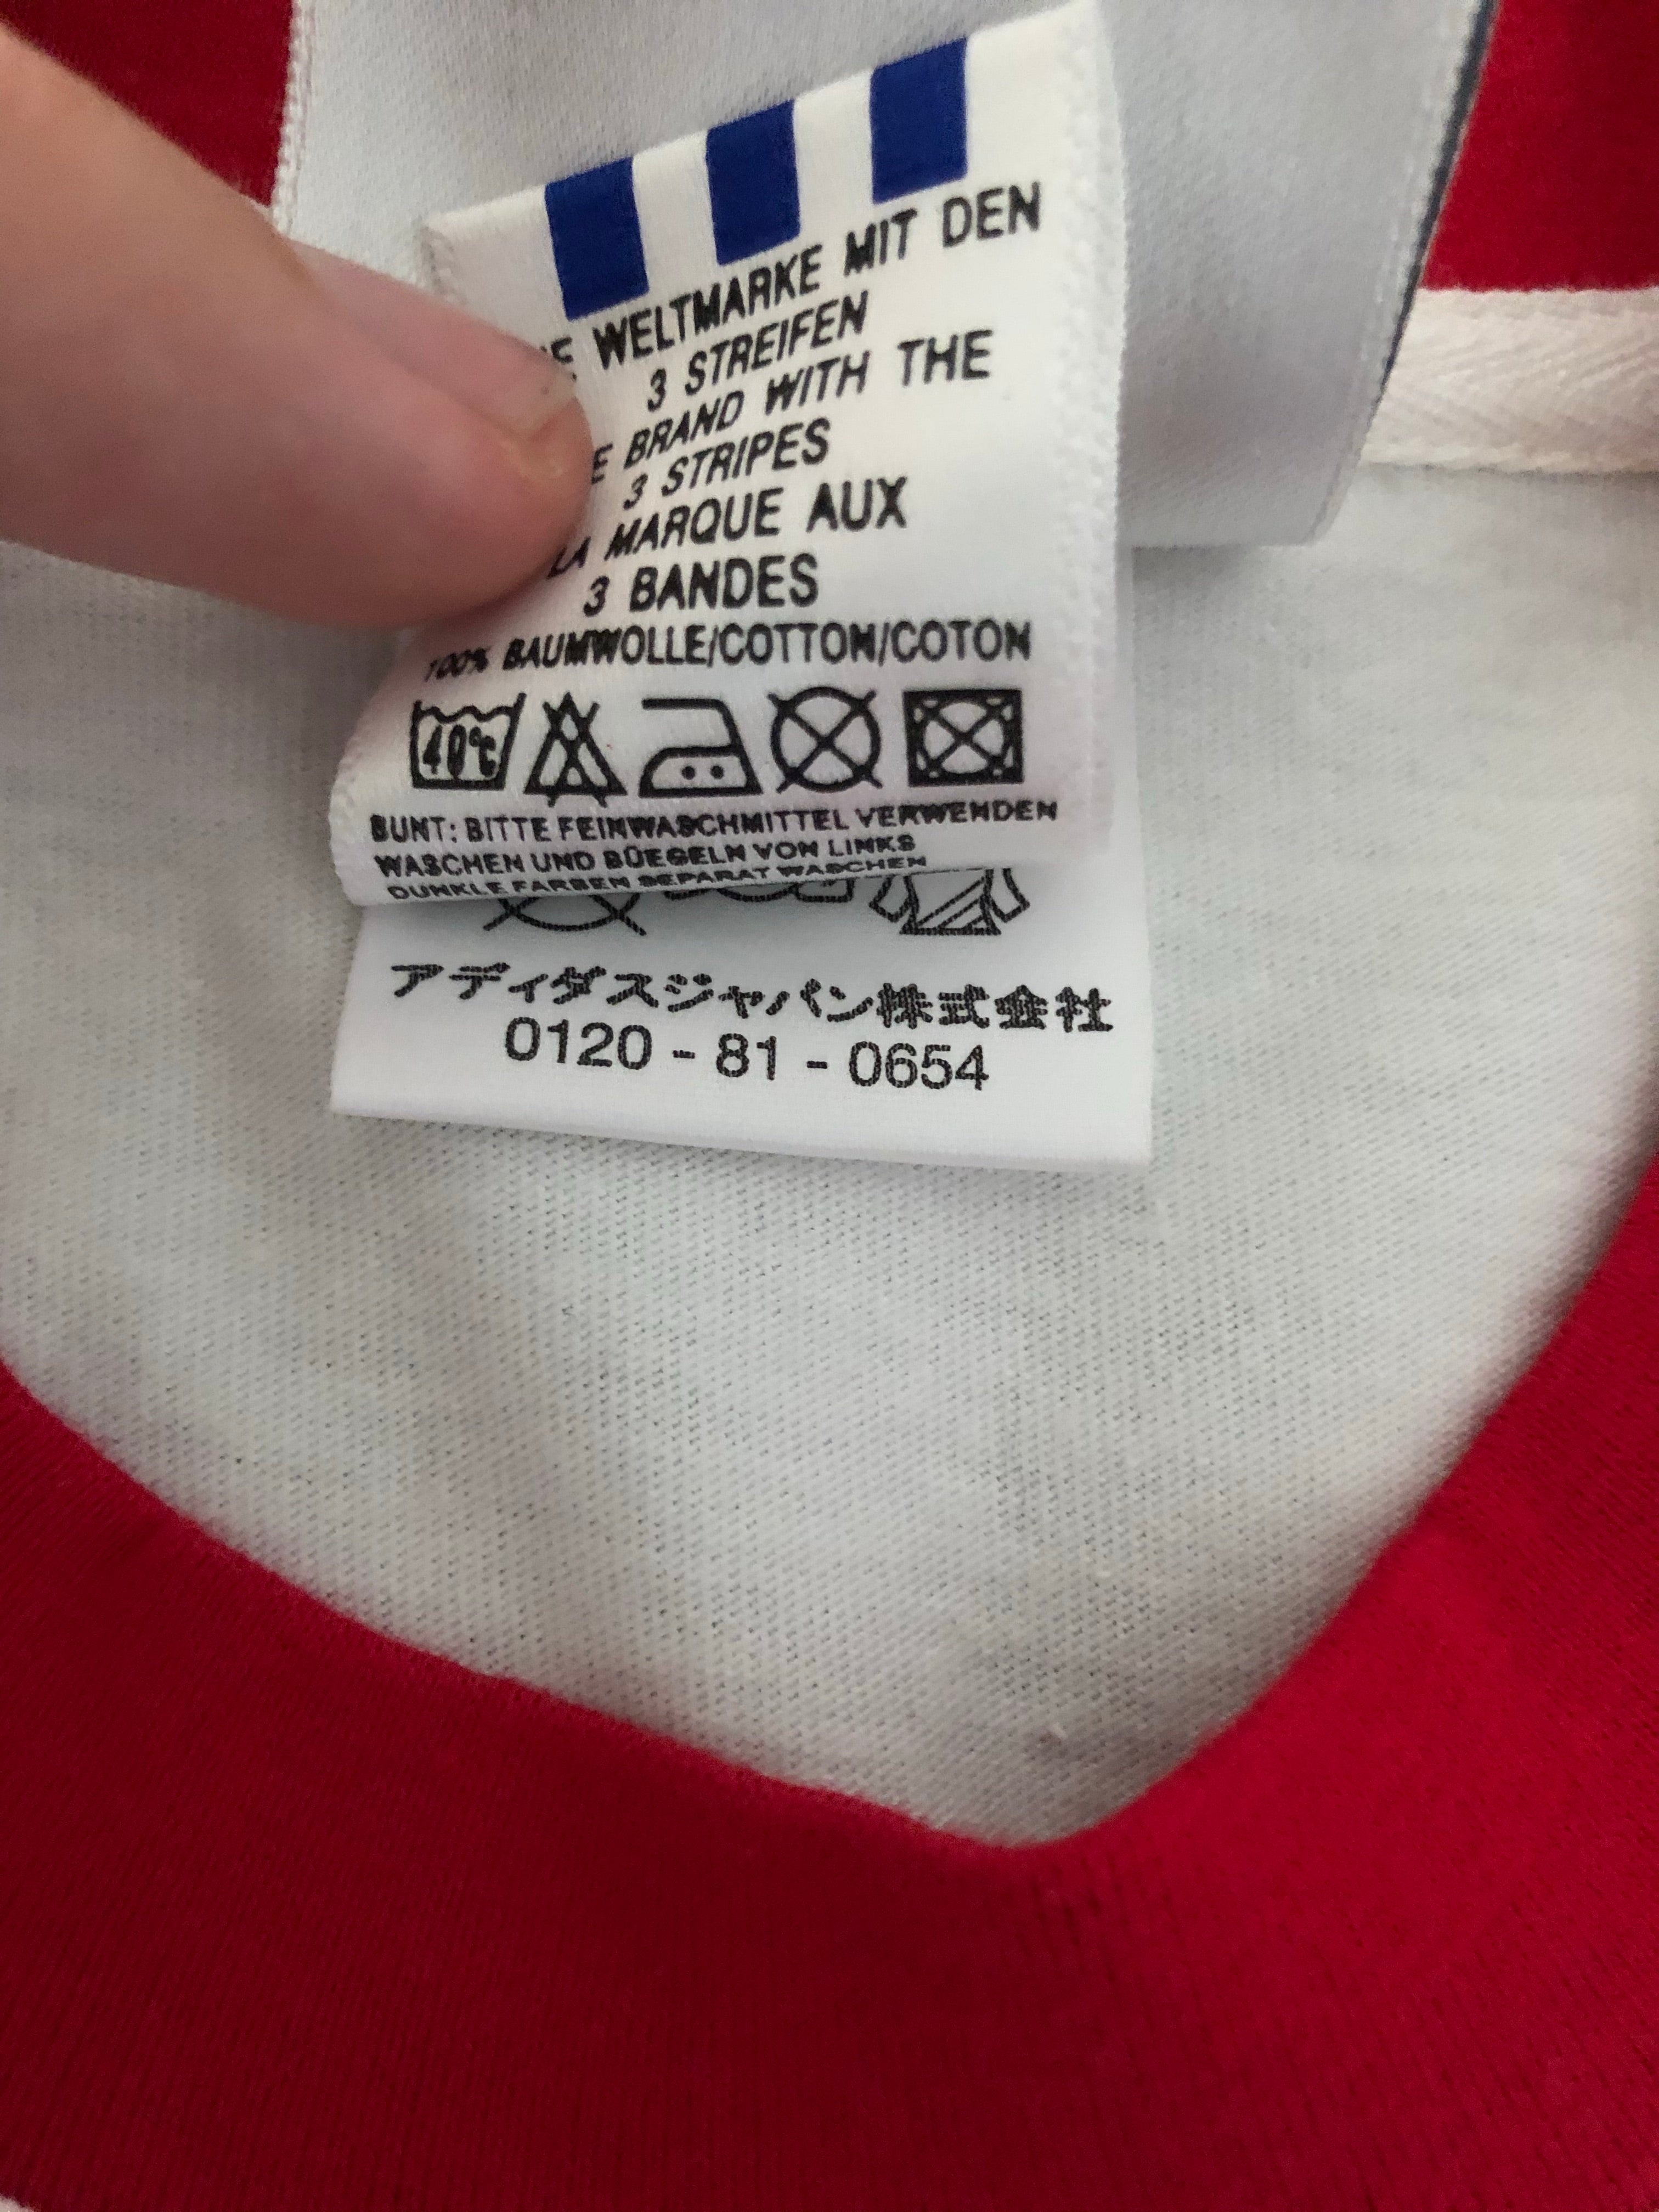 WELTMARKE MIT DEN
3 STREIFEN
BRAND WITH THE
3 STRIPES
LA MARQUE AUX
3 BANDES
100% BAUMWOLLE/COTTON/COTON
40°C
BUNT: BITTE FEINWASCHMITTEL VERWENDEN
WASCHEN UND BÜEGELN VON LINKS
DUNKLE FARBEN SEPARAT WASCHEN
アディダスジャパン株式会社
0120 - 81 - 0654